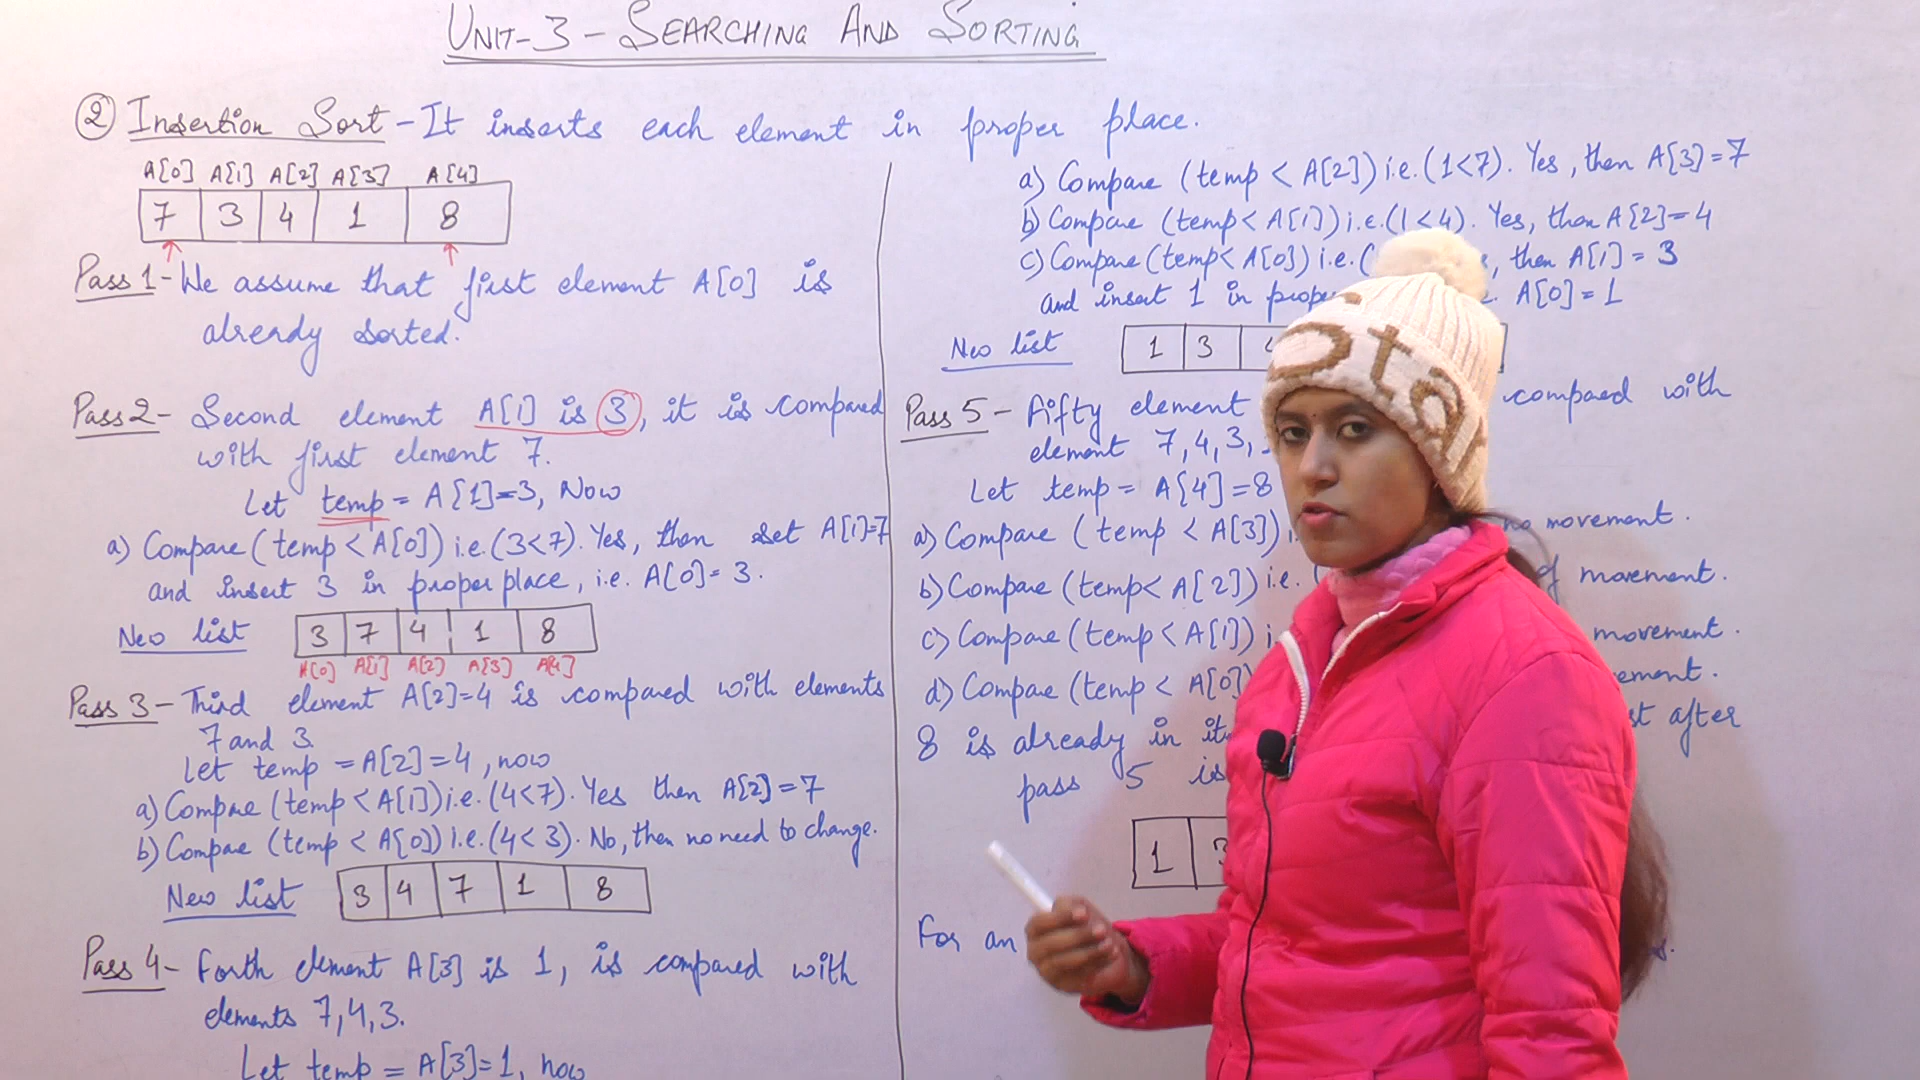 UNIT-3 - SEARCHING AND SORTING
② Insertion Sort - It inserts each element in proper place.
A[0] A[1] A[2] A[3] A[4]
7 3 4 1 8
Pass 1 - We assume that first element A[0] is
already sorted.
Pass 2 - Second element A[1] is 3, it is compared
with first element 7.
Let temp = A[1]=3, Now
a) Compare (temp < A[0]) i.e. (3<7). Yes, then set A[1]=7
and insert 3 in proper place, i.e. A[0]= 3.
New list 3 7 4 1 8
A[0] A[1] A[2] A[3] A[4]
Pass 3 - Third element A[2]=4 is compared with elements
7 and 3
Let temp = A[2]=4, now
a) Compare (temp < A[1]) i.e. (4<7). Yes then A[2]=7
b) Compare (temp < A[0]) i.e. (4<3). No, then no need to change.
New list 3 4 7 1 8
Pass 4 - Forth element A[3] is 1, is compared with
elements 7,4,3.
Let temp = A[3]=1, now
a) Compare (temp < A[2]) i.e. (1<7). Yes, then A[3]=7
b) Compare (temp < A[1]) i.e. (1<4). Yes, then A[2]=4
c) Compare (temp < A[0]) i.e. ( , then A[1] = 3
and insert 1 in A[0]=1
New list 1 3
Pass 5 - Fifty element compared with
element 7,4,3,
Let temp = A[4]=8
a) Compare (temp < A[3]) no movement.
b) Compare (temp < A[2]) i.e. ( movement.
c) Compare (temp < A[1]) movement.
d) Compare (temp < A[0])
8 is already in after
pass 5 is
1
For an
ota